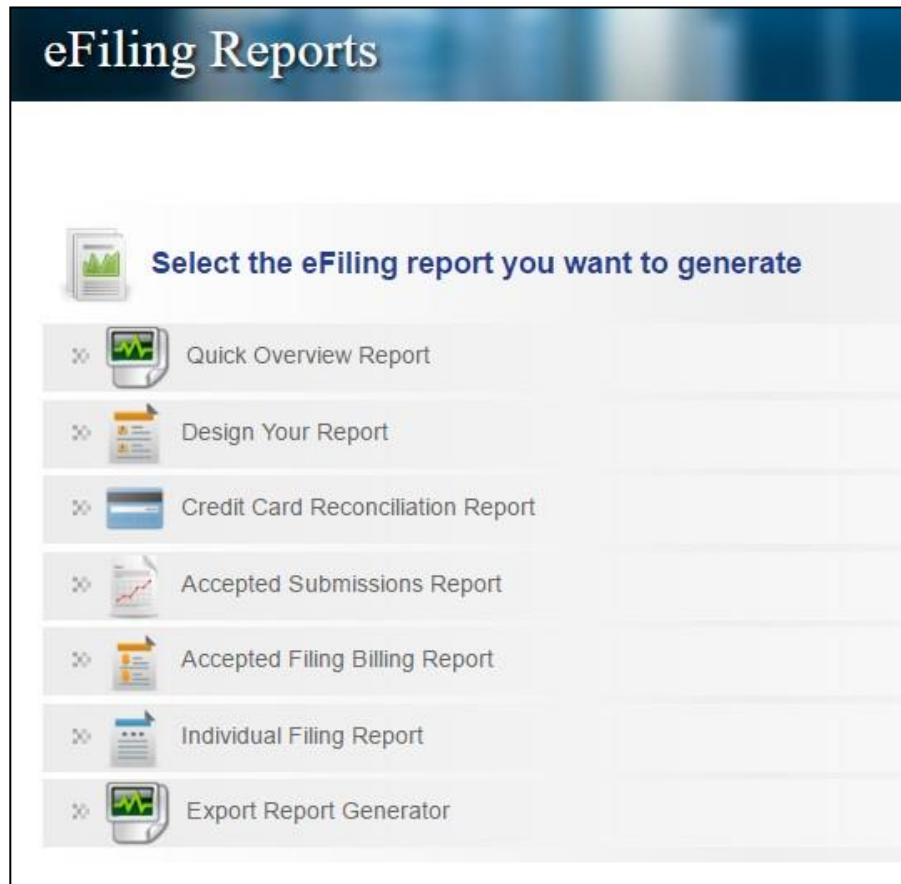 eFiling Reports
Select the eFiling report you want to generate
Quick Overview Report
Design Your Report
Credit Card Reconciliation Report
Accepted Submissions Report
Accepted Filing Billing Report
Individual Filing Report
Export Report Generator